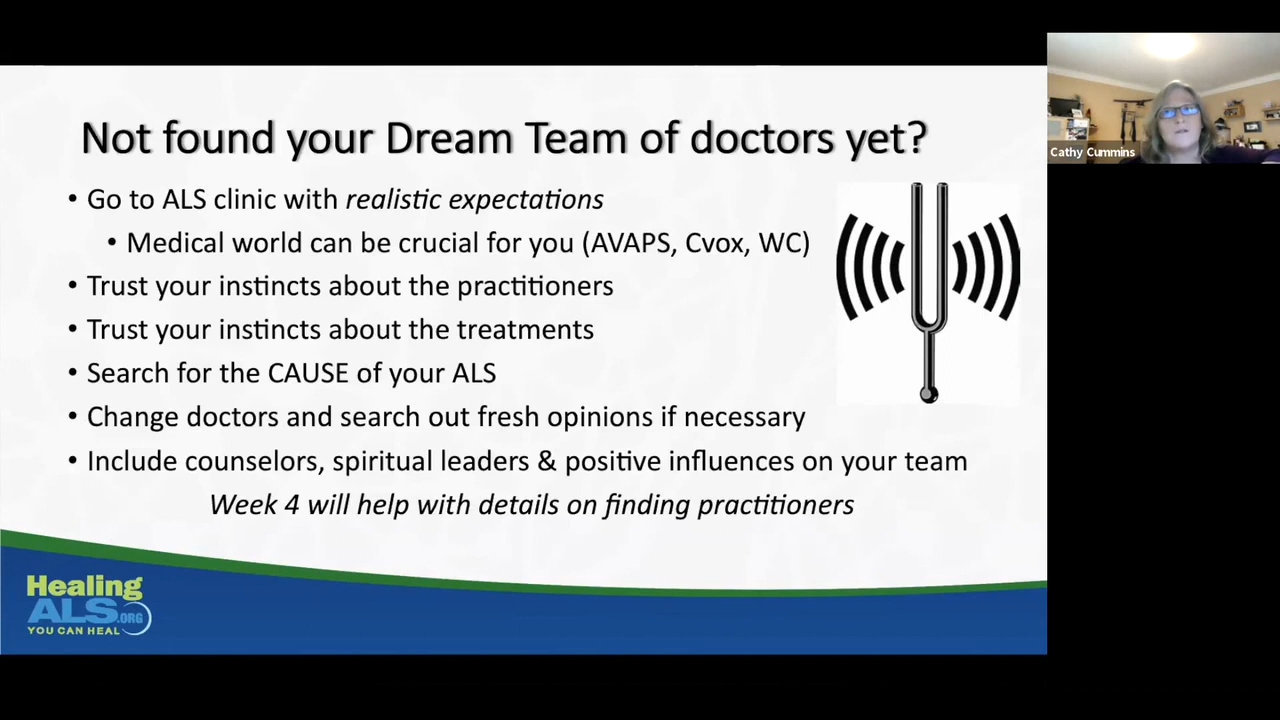 Not found your Dream Team of doctors yet?
• Go to ALS clinic with realistic expectations
• Medical world can be crucial for you (AVAPS, Cvox, WC)
• Trust your instincts about the practitioners
• Trust your instincts about the treatments
• Search for the CAUSE of your ALS
• Change doctors and search out fresh opinions if necessary
• Include counselors, spiritual leaders & positive influences on your team
Week 4 will help with details on finding practitioners
Healing
ALS.ORG
YOU CAN HEAL
Cathy Cummins